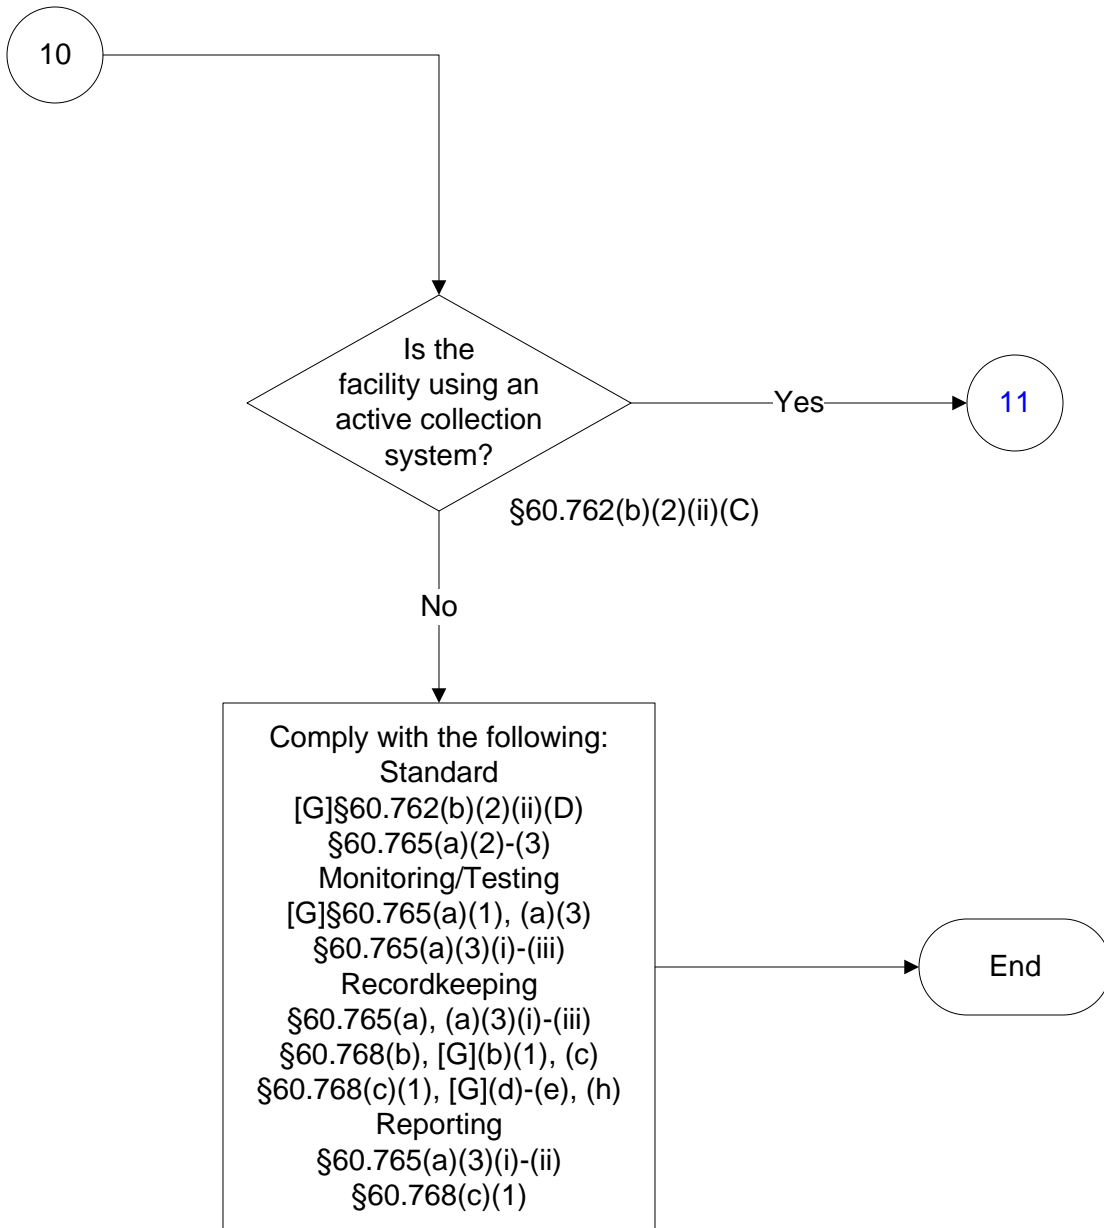 10
Is the
facility using an
active collection
system?
Yes
11
§60.762(b)(2)(ii)(C)
No
Comply with the following:
Standard
[G]§60.762(b)(2)(ii)(D)
§60.765(a)(2)-(3)
Monitoring/Testing
[G]§60.765(a)(1), (a)(3)
§60.765(a)(3)(i)-(iii)
Recordkeeping
§60.765(a), (a)(3)(i)-(iii)
§60.768(b), [G](b)(1), (c)
§60.768(c)(1), [G](d)-(e), (h)
Reporting
§60.765(a)(3)(i)-(ii)
§60.768(c)(1)
End